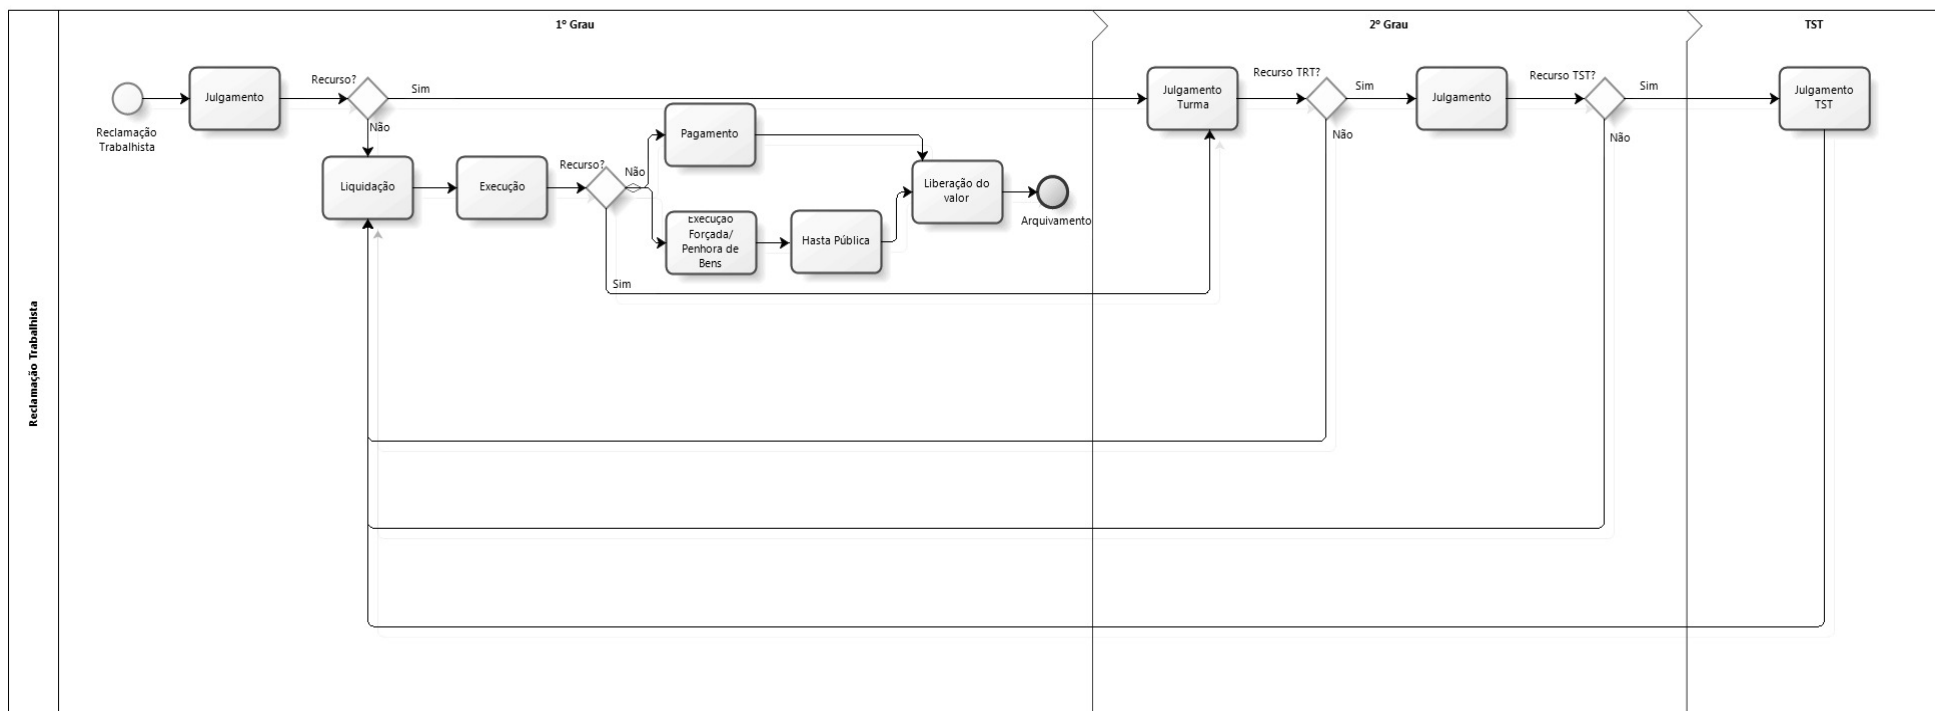 1º Grau
2º Grau
TST
Reclamação Trabalhista
Reclamação
Trabalhista
Julgamento
Recurso?
Sim
Não
Liquidação
Execução
Recurso?
Não
Sim
Pagamento
Execução
Forçada/
Penhora de
Bens
Hasta Pública
Liberação do
valor
Arquivamento
Julgamento
Turma
Recurso TRT?
Sim
Não
Julgamento
Recurso TST?
Sim
Não
Julgamento
TST